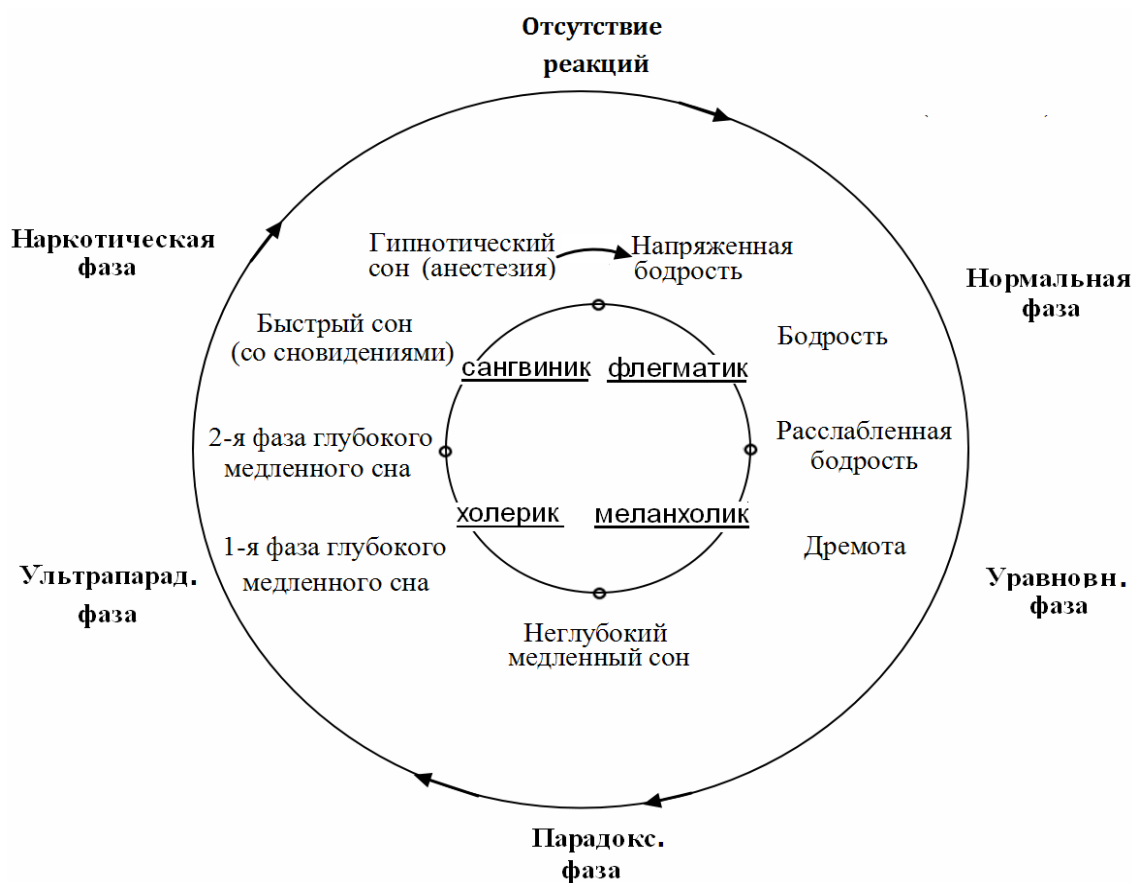 Отсутствие
реакций
Наркотическая
фаза
Гипнотический
сон (анестезия)
Напряженная
бодрость
Нормальная
фаза
Быстрый сон
(со сновидениями)
Бодрость
сангвиник
флегматик
2-я фаза глубокого
медленного сна
Расслабленная
бодрость
холерик
меланхолик
1-я фаза глубокого
медленного сна
Дремота
Ультрапарад.
фаза
Уравновн.
фаза
Неглубокий
медленный сон
Парадокс.
фаза